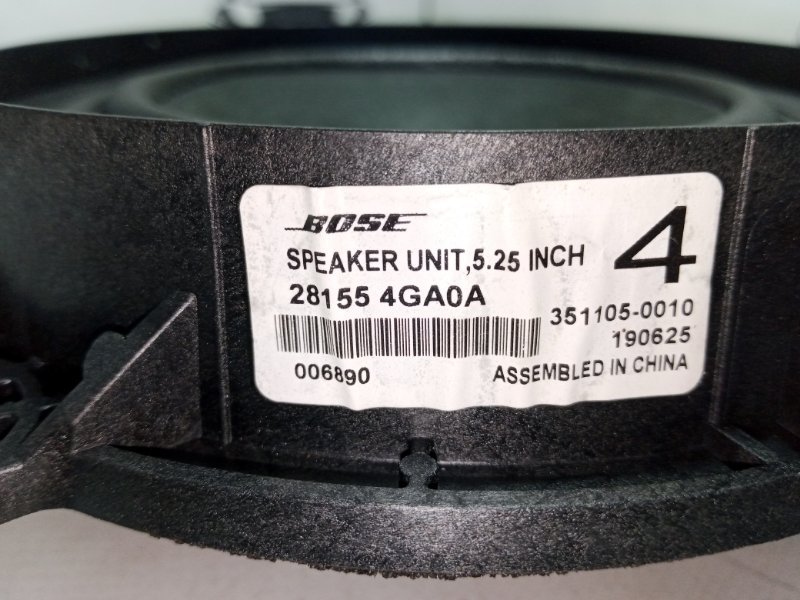 BOSE
SPEAKER UNIT,5.25 INCH
4
28155 4GA0A
351105-0010
190625
006890
ASSEMBLED IN CHINA